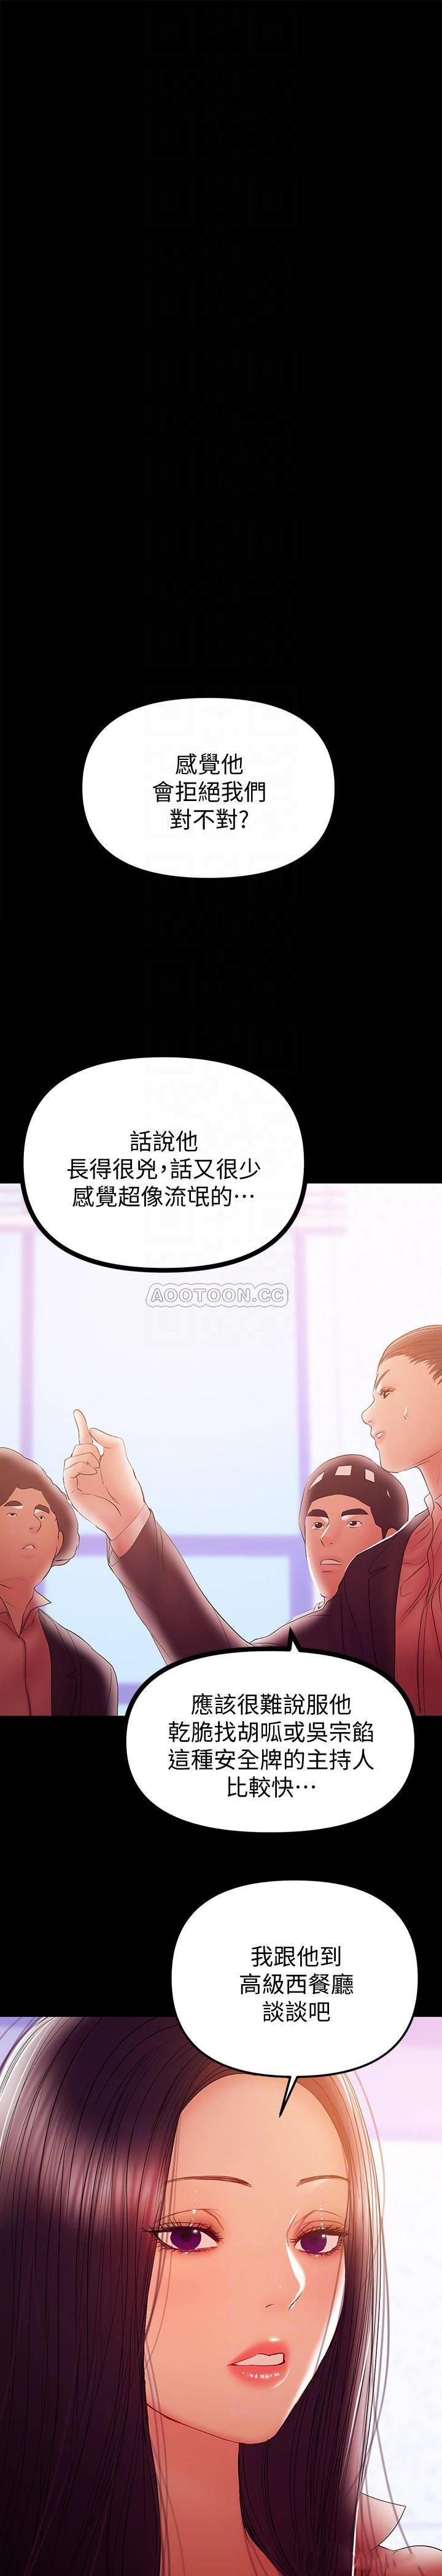 感覺他
會拒絕我們
對不對?
話說他
長得很兇,話又很少
感覺超像流氓的…
AOOTOON.CC
應該很難說服他
乾脆找胡呱或吳宗餡
這種安全牌的主持人
比較快…
我跟他到
高級西餐廳
談談吧